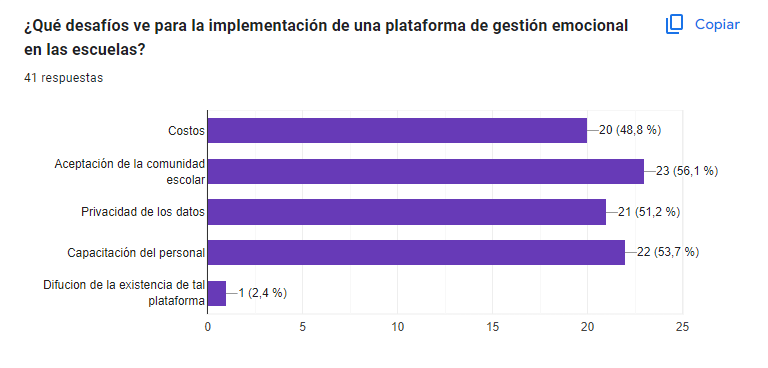 ¿Qué desafíos ve para la implementación de una plataforma de gestión emocional
en las escuelas?
Copiar
41 respuestas
Costos
20 (48,8 %)
Aceptación de la comunidad
escolar
23 (56,1 %)
Privacidad de los datos
21 (51,2 %)
Capacitación del personal
22 (53,7 %)
Difucion de la existencia de tal
plataforma
1 (2,4 %)
0 5 10 15 20 25